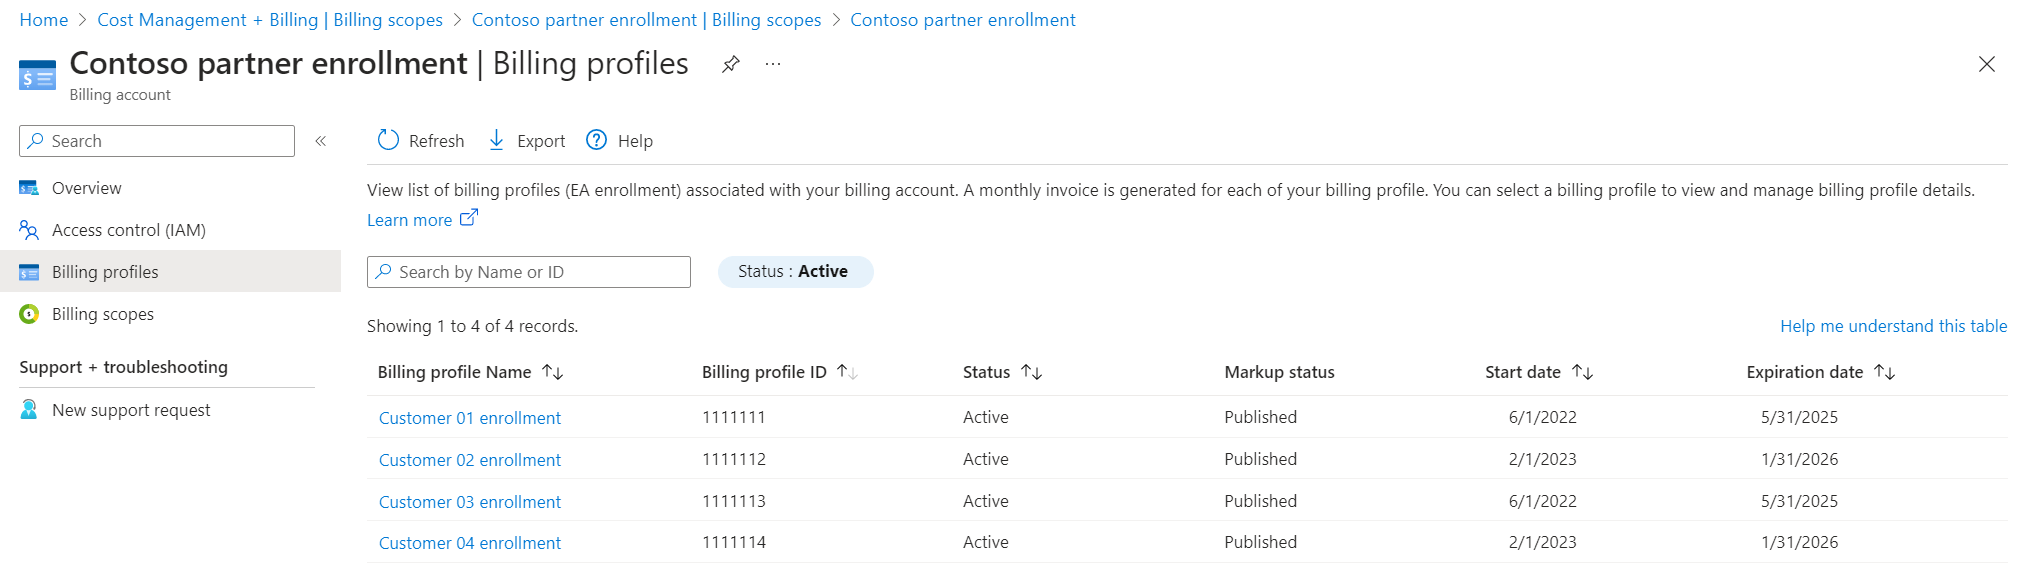 Home > Cost Management + Billing | Billing scopes > Contoso partner enrollment | Billing scopes > Contoso partner enrollment
Contoso partner enrollment | Billing profiles
Billing account
Search
Refresh Export Help
Overview
Access control (IAM)
Billing profiles
Billing scopes
Support + troubleshooting
New support request
View list of billing profiles (EA enrollment) associated with your billing account. A monthly invoice is generated for each of your billing profile. You can select a billing profile to view and manage billing profile details.
Learn more
Search by Name or ID
Status : Active
Showing 1 to 4 of 4 records.
Help me understand this table
Billing profile Name Billing profile ID Status Markup status Start date Expiration date
Customer 01 enrollment 1111111 Active Published 6/1/2022 5/31/2025
Customer 02 enrollment 1111112 Active Published 2/1/2023 1/31/2026
Customer 03 enrollment 1111113 Active Published 6/1/2022 5/31/2025
Customer 04 enrollment 1111114 Active Published 2/1/2023 1/31/2026